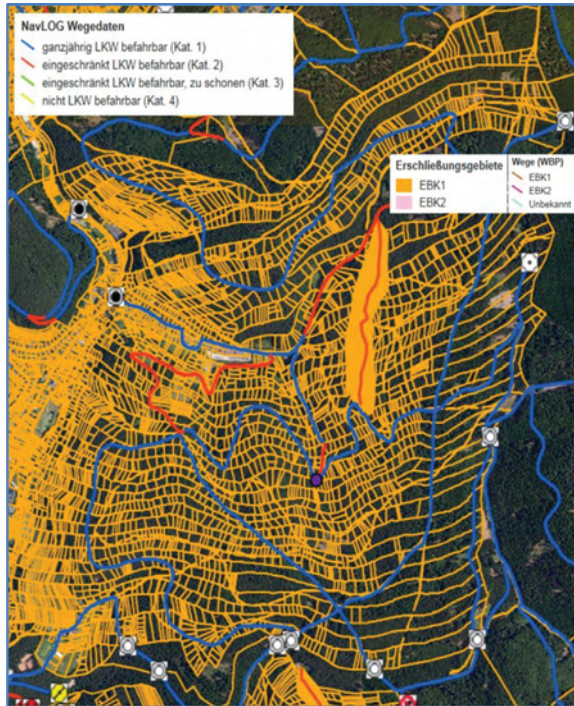 NavLOG Wegedaten
ganzjährig LKW befahrbar (Kat. 1)
eingeschränkt LKW befahrbar (Kat. 2)
eingeschränkt LKW befahrbar, zu schonen (Kat. 3)
nicht LKW befahrbar (Kat. 4)
Erschließungsgebiete
EBK1
EBK2
Wege (WBP)
EBK1
EBK2
Unbekannt